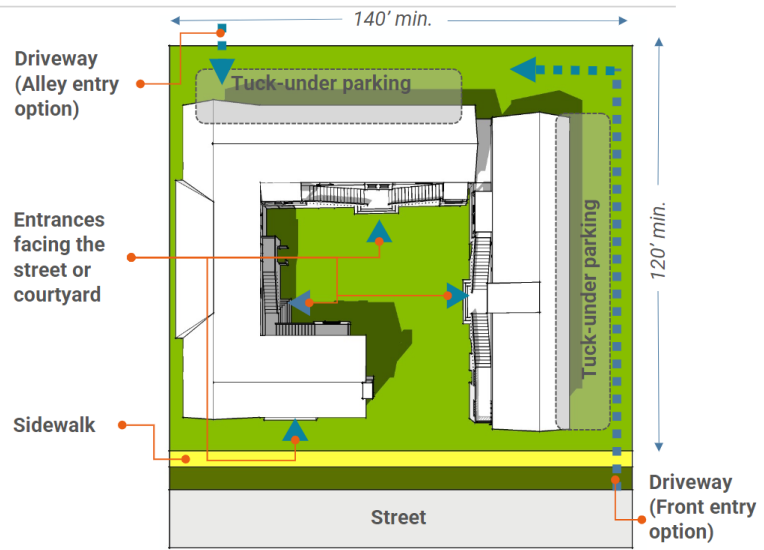 140’ min.
Driveway
(Alley entry
option)
Tuck-under parking
Entrances
facing the
street or
courtyard
Tuck-under parking
120’ min.
Sidewalk
Driveway
(Front entry
option)
Street